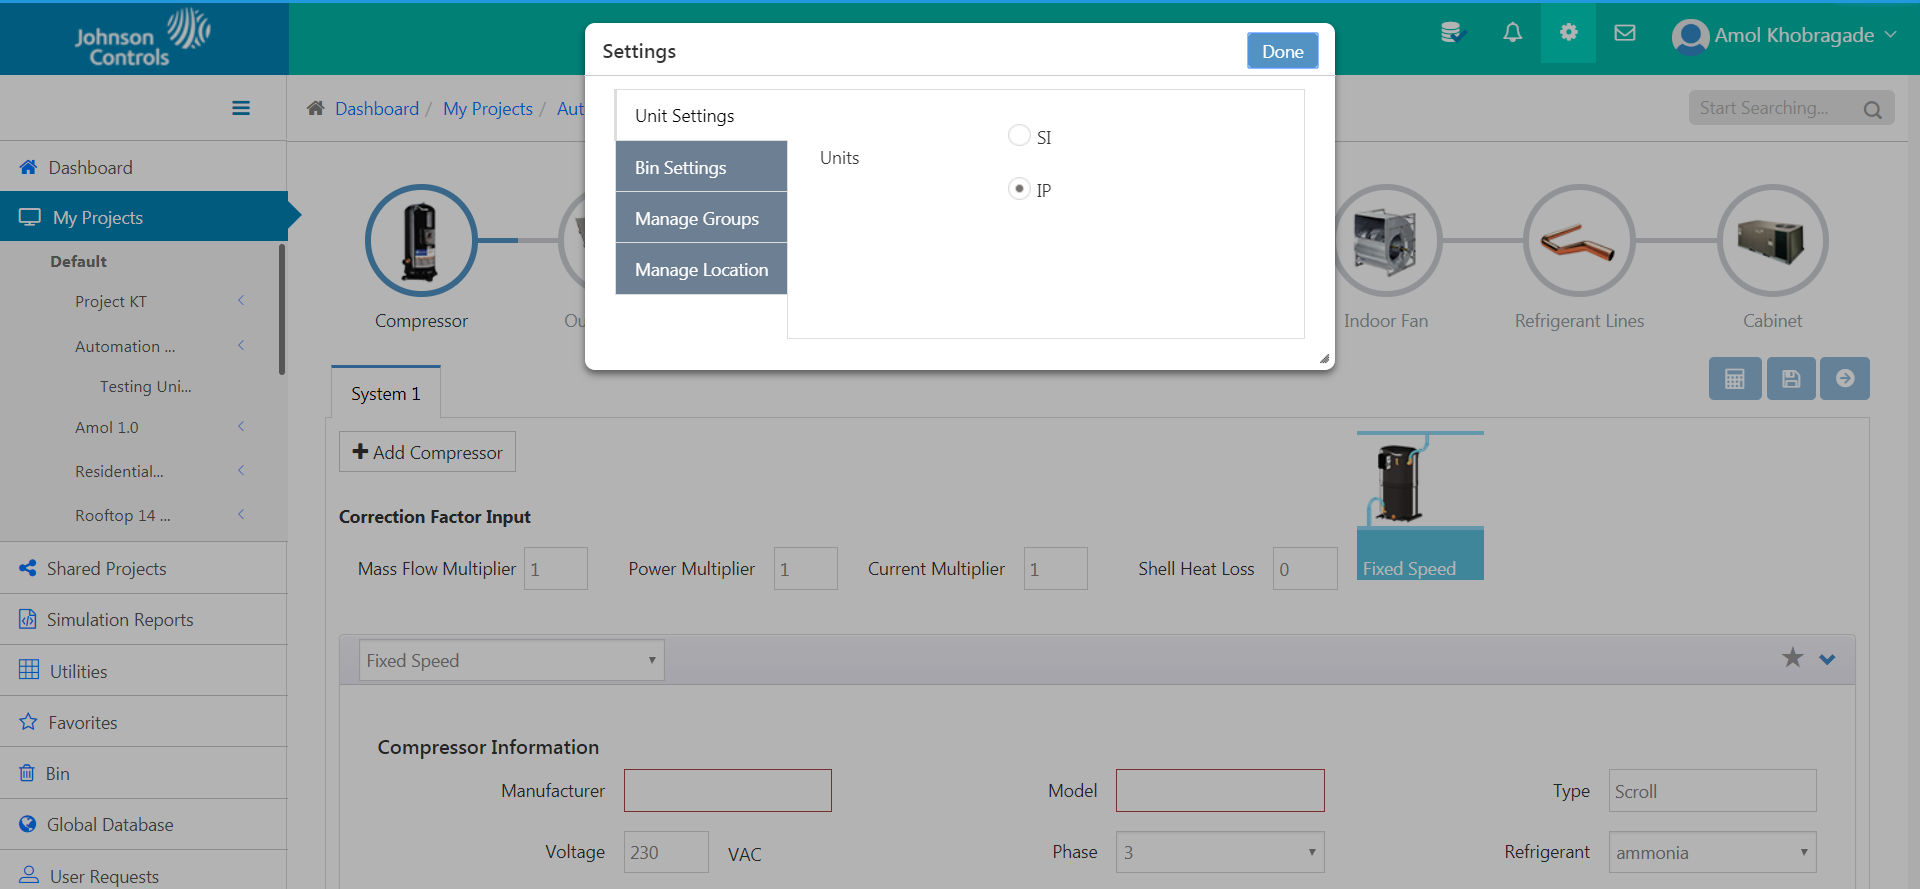 Johnson
Controls
Settings
Done
Amol Khobragade
Dashboard / My Projects / Aut
Start Searching...
Unit Settings
Bin Settings
Manage Groups
Manage Location
Units
SI
IP
Dashboard
My Projects
Default
Project KT
Automation ...
Testing Uni...
Amol 1.0
Residential...
Rooftop 14 ...
Shared Projects
Simulation Reports
Utilities
Favorites
Bin
Global Database
User Requests
Compressor
Ou
Indoor Fan
Refrigerant Lines
Cabinet
System 1
Add Compressor
Correction Factor Input
Mass Flow Multiplier 1 Power Multiplier 1 Current Multiplier 1 Shell Heat Loss 0
Fixed Speed
Fixed Speed
Compressor Information
Manufacturer Model Type Scroll
Voltage 230 VAC Phase 3 Refrigerant ammonia